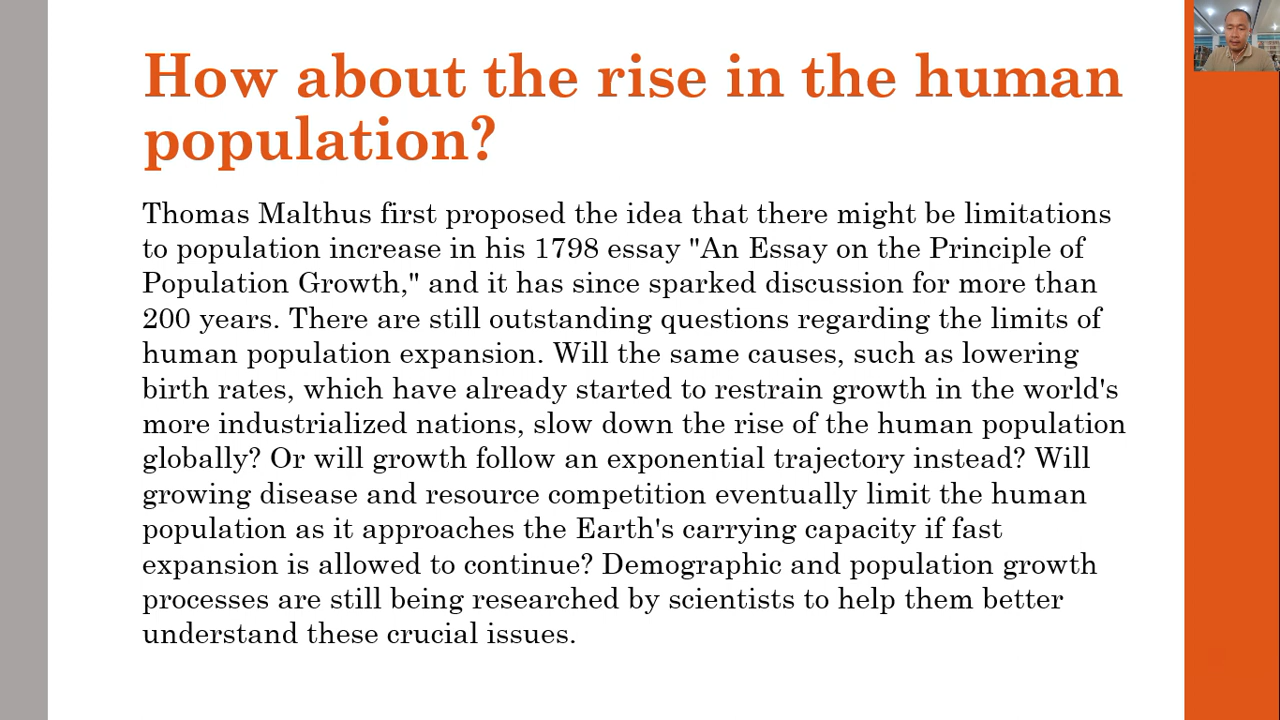 How about the rise in the human
population?
Thomas Malthus first proposed the idea that there might be limitations
to population increase in his 1798 essay "An Essay on the Principle of
Population Growth," and it has since sparked discussion for more than
200 years. There are still outstanding questions regarding the limits of
human population expansion. Will the same causes, such as lowering
birth rates, which have already started to restrain growth in the world's
more industrialized nations, slow down the rise of the human population
globally? Or will growth follow an exponential trajectory instead? Will
growing disease and resource competition eventually limit the human
population as it approaches the Earth's carrying capacity if fast
expansion is allowed to continue? Demographic and population growth
processes are still being researched by scientists to help them better
understand these crucial issues.